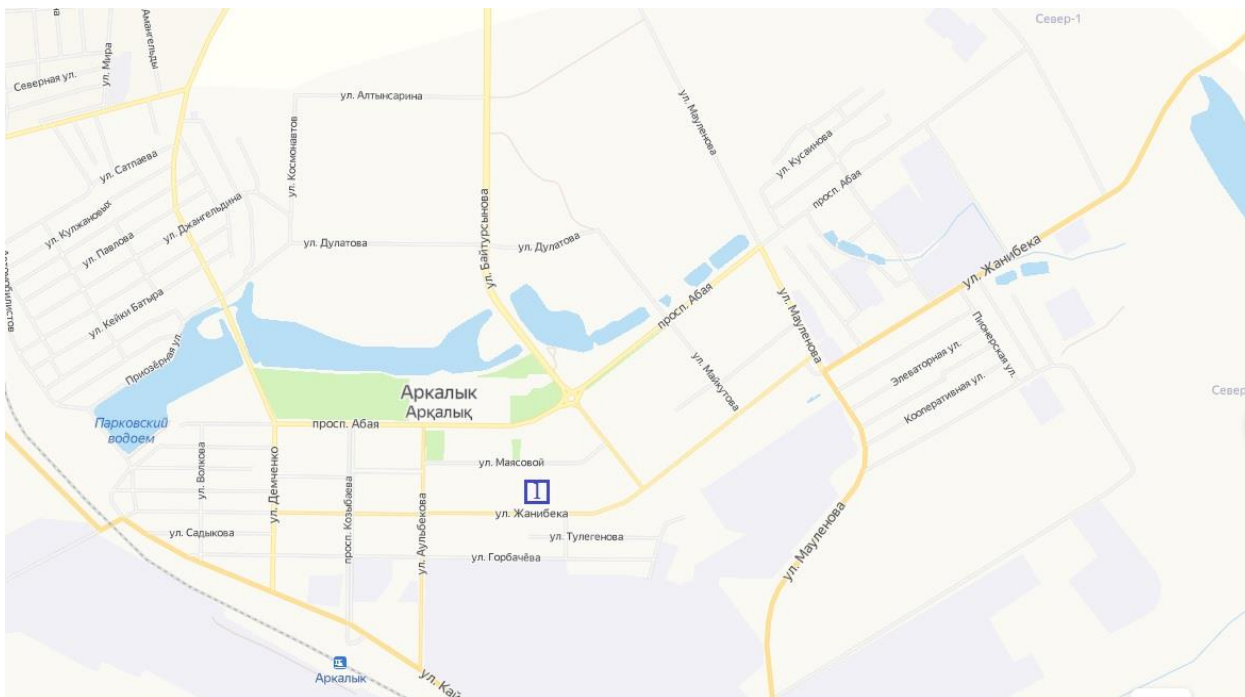 Север-1
Амангельды
ул. Мира
Северная ул.
ул. Алтынсарина
ул. Мауленова
ул. Кусаинова
ул. Сатпаева
ул. Космонавтов
просп. Абая
ул. Джангельдина
ул. Кулжановых
ул. Байтурсынова
ул. Павлова
ул. Дулатова
ул. Дулатова
ул. Жанибека
просп. Абая
ул. Кейки Батыра
ул. Мауленова
Пионерская ул.
Приозёрная ул.
ул. Элеваторная
ул. Майкутова
Аркалык
Арқалық
Кооперативная ул.
Север
Парковский
водоем
просп. Абая
ул. Маясовой
ул. Волкова
ул. Демченко
просп. Козыбаева
ул. Аульбекова
ул. Жанибека
ул. Садыкова
ул. Тулегенова
ул. Мауленова
ул. Горбачёва
Аркалык
ул. Кай